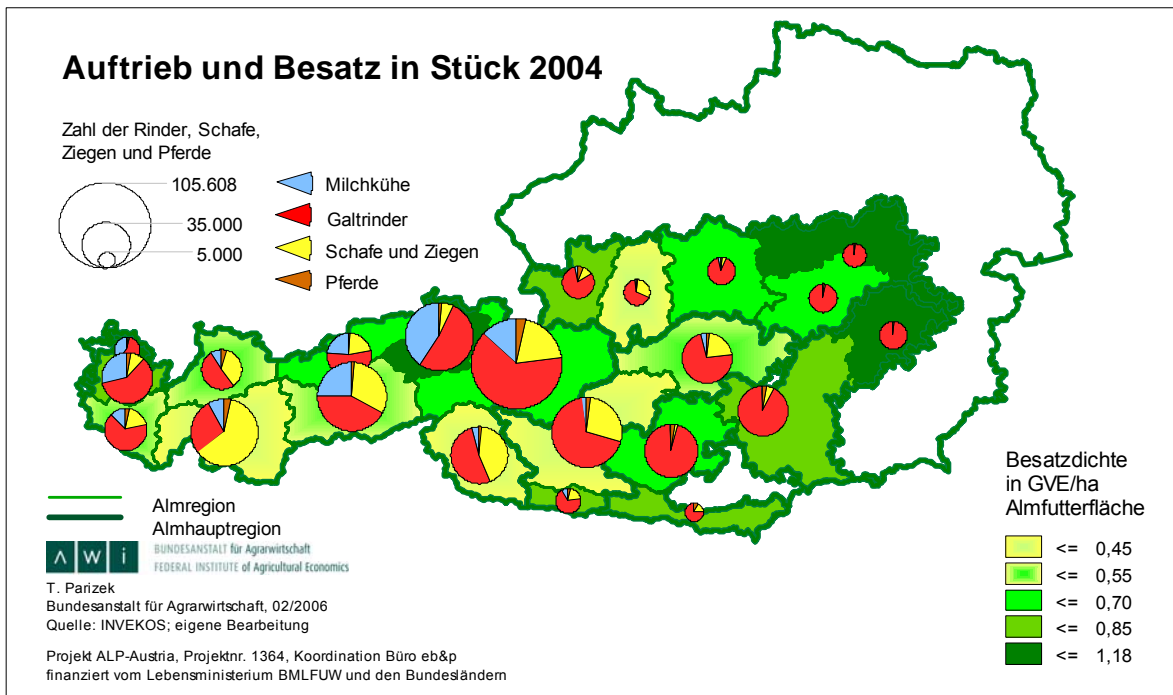 Auftrieb und Besatz in Stück 2004
Zahl der Rinder, Schafe,
Ziegen und Pferde
105.608
35.000
5.000
Milchkühe
Galtrinder
Schafe und Ziegen
Pferde
Almregion
Almhauptregion
AWi
BUNDESANSTALT für Agrarwirtschaft
FEDERAL INSTITUTE of Agricultural Economics
T. Parizek
Bundesanstalt für Agrarwirtschaft, 02/2006
Quelle: INVEKOS; eigene Bearbeitung
Projekt ALP-Austria, Projektnr. 1364, Koordination Büro eb&p
finanziert vom Lebensministerium BMLFUW und den Bundesländern
Besatzdichte
in GVE/ha
Almfutterfläche
<= 0,45
<= 0,55
<= 0,70
<= 0,85
<= 1,18